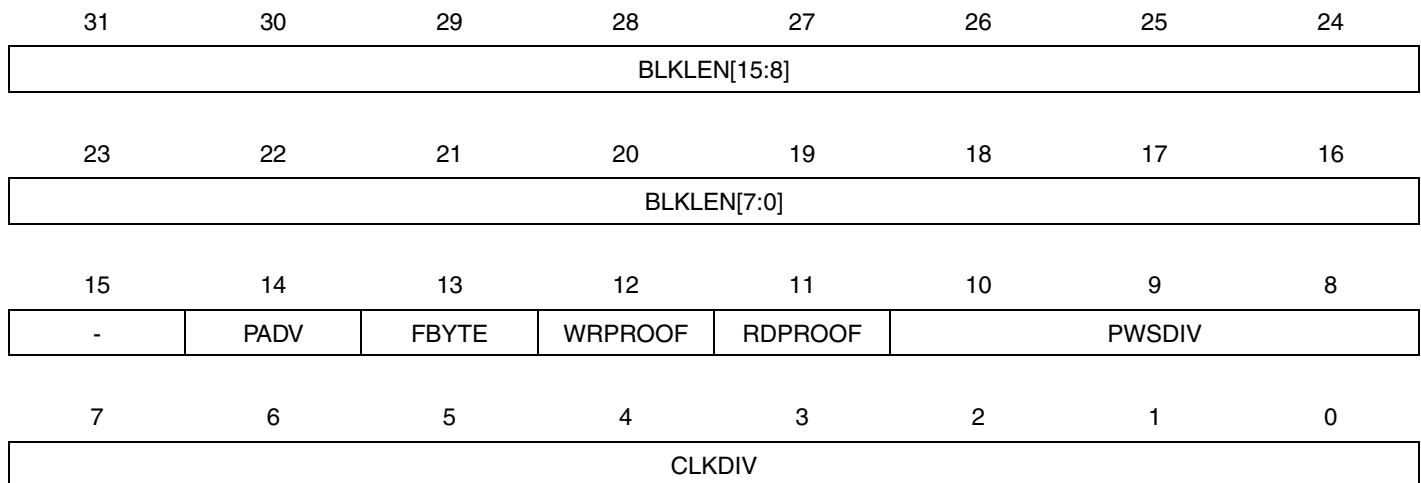 31 30 29 28 27 26 25 24
BLKLEN[15:8]
23 22 21 20 19 18 17 16
BLKLEN[7:0]
15 14 13 12 11 10 9 8
- PADV FBYTE WRPROOF RDPROOF PWSDIV
7 6 5 4 3 2 1 0
CLKDIV